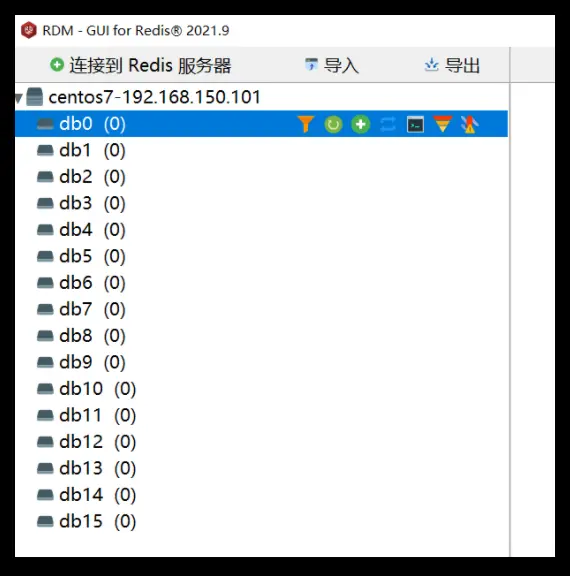 RDM - GUI for Redis® 2021.9
连接到 Redis 服务器 导入 导出
centos7-192.168.150.101
db0 (0)
db1 (0)
db2 (0)
db3 (0)
db4 (0)
db5 (0)
db6 (0)
db7 (0)
db8 (0)
db9 (0)
db10 (0)
db11 (0)
db12 (0)
db13 (0)
db14 (0)
db15 (0)